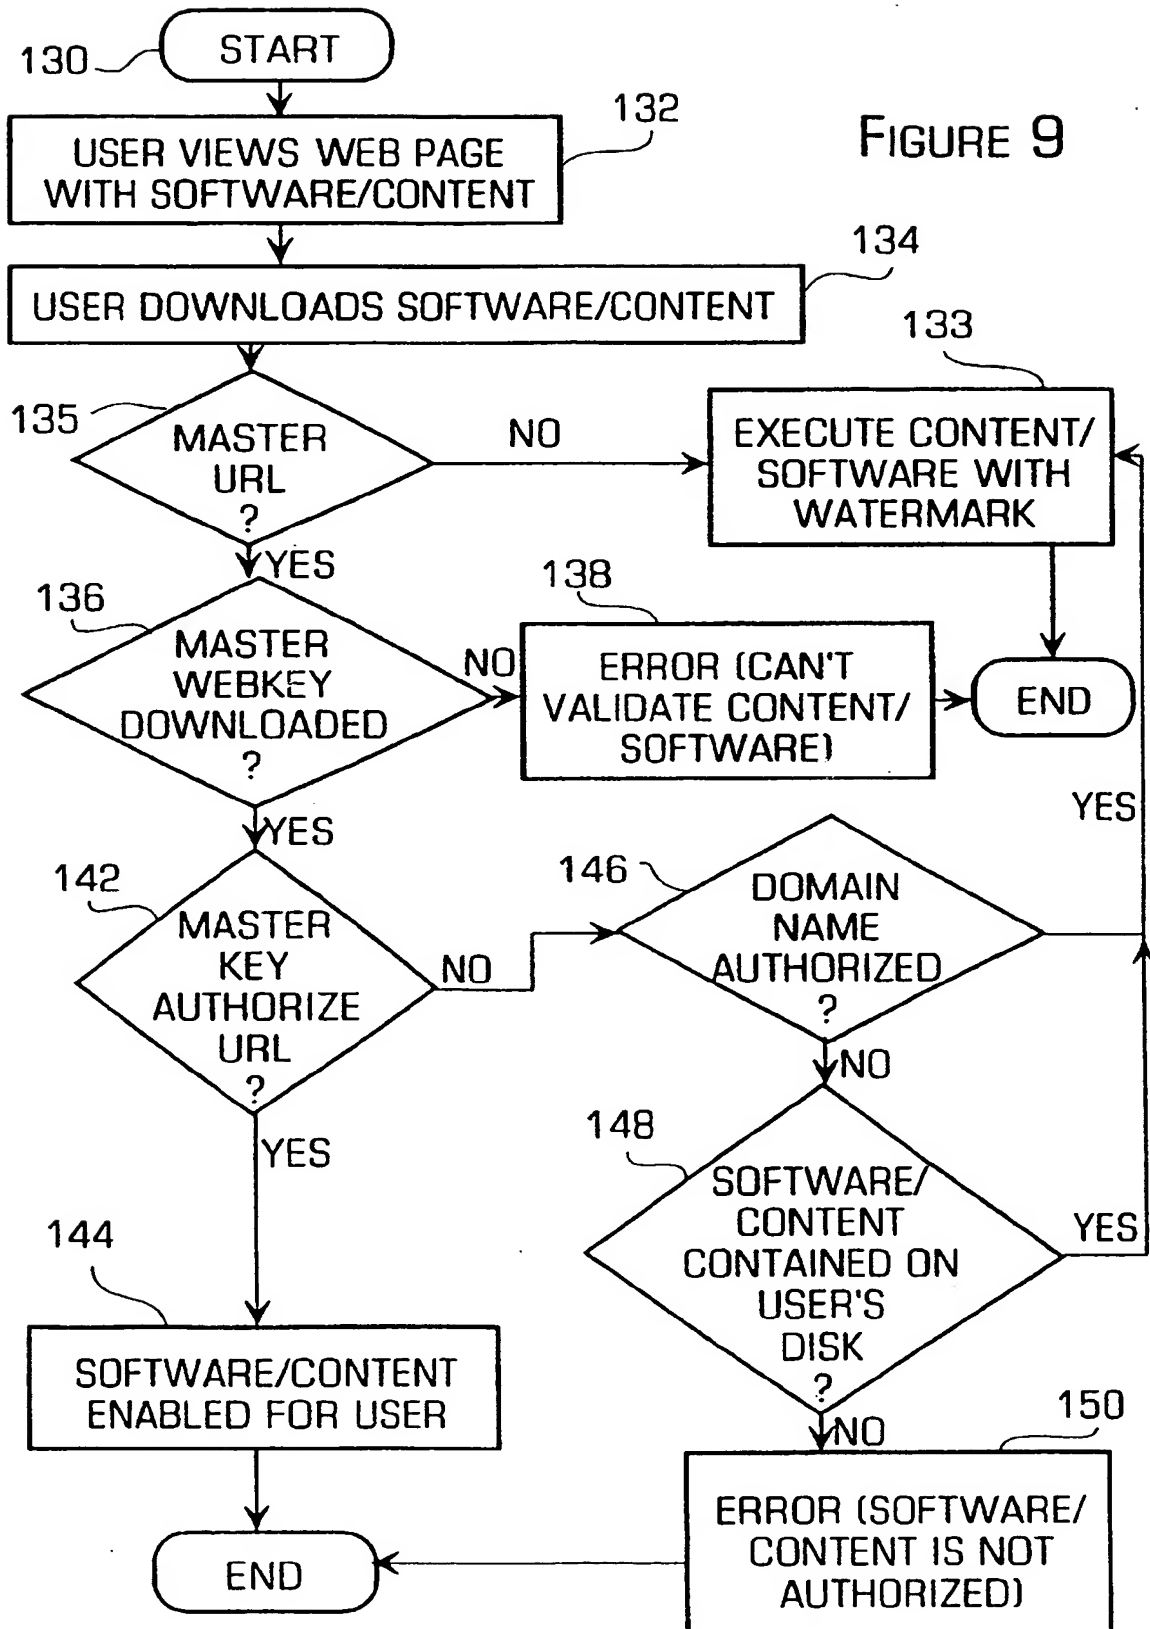 130
START
FIGURE 9
132
USER VIEWS WEB PAGE
WITH SOFTWARE/CONTENT
134
USER DOWNLOADS SOFTWARE/CONTENT
133
135
MASTER
URL
?
NO
EXECUTE CONTENT/
SOFTWARE WITH
WATERMARK
YES
136
MASTER
WEBKEY
DOWNLOADED
?
NO
138
ERROR (CAN'T
VALIDATE CONTENT/
SOFTWARE)
END
YES
YES
142
MASTER
KEY
AUTHORIZE
URL
?
NO
146
DOMAIN
NAME
AUTHORIZED
?
NO
YES
148
SOFTWARE/
CONTENT
CONTAINED ON
USER'S
DISK
?
YES
144
SOFTWARE/CONTENT
ENABLED FOR USER
NO
150
ERROR (SOFTWARE/
CONTENT IS NOT
AUTHORIZED)
END